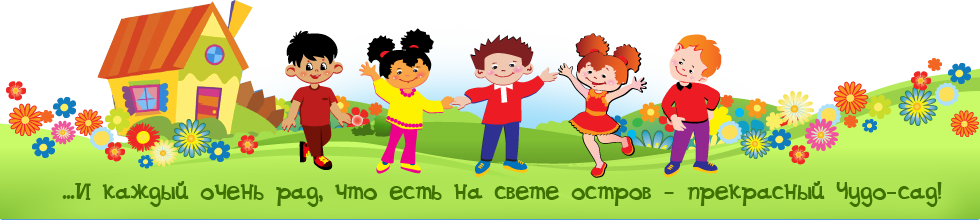 ...И каждый очень рад, что есть на свете остров - прекрасный Чудо-сад!